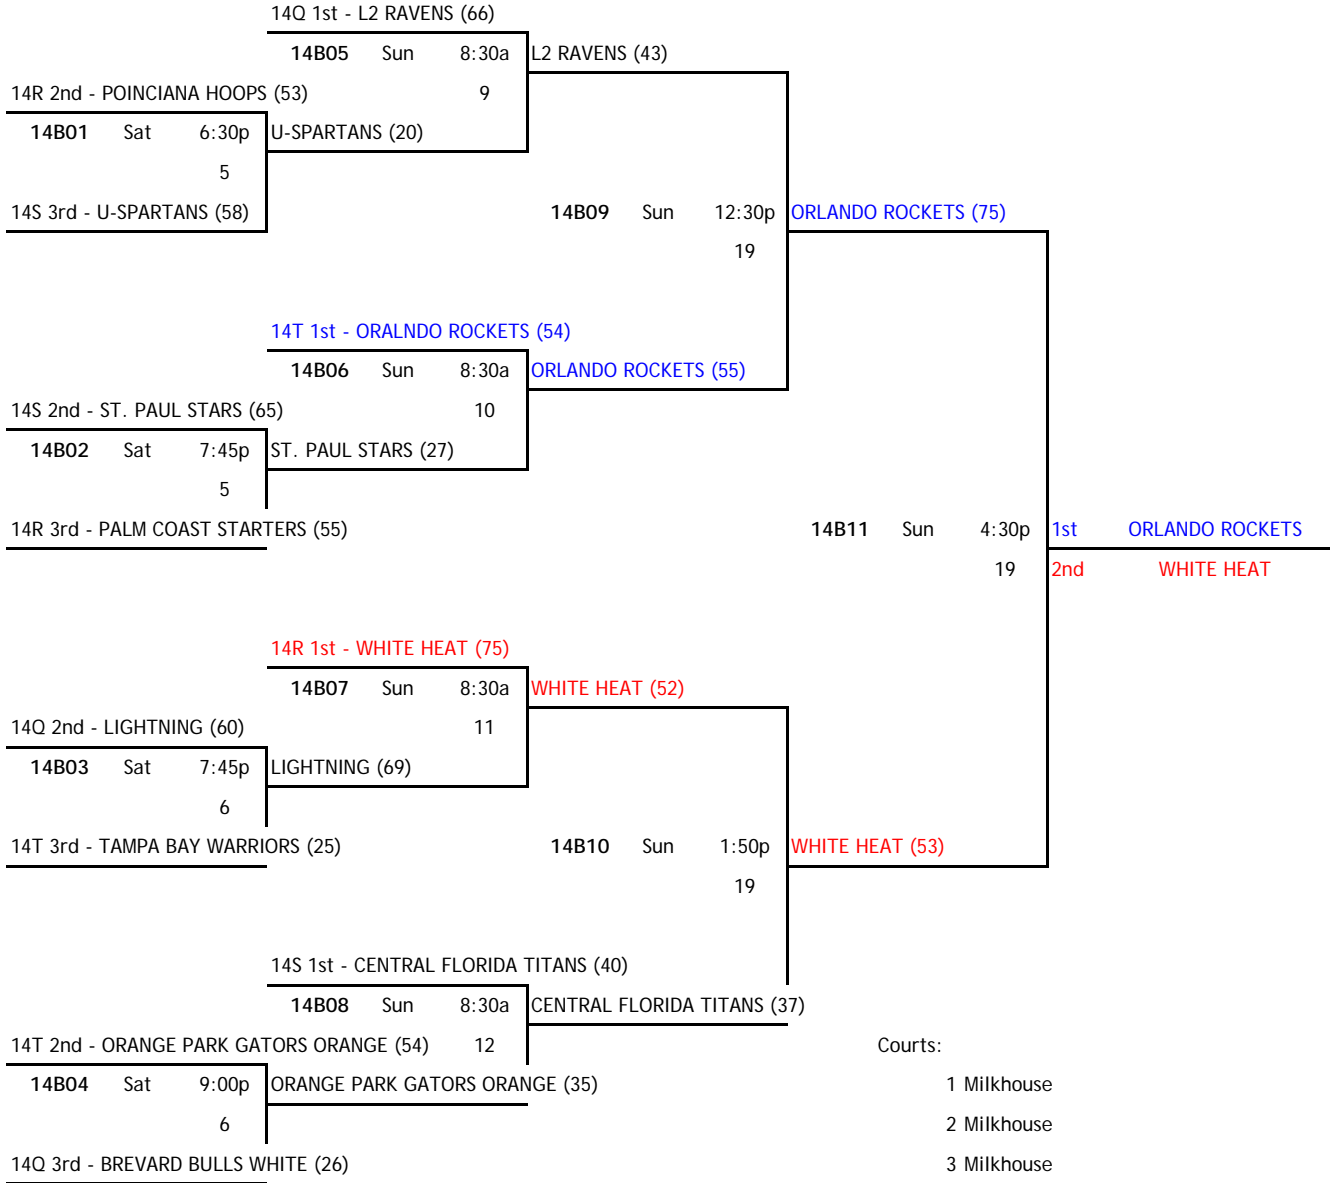 14Q 1st - L2 RAVENS (66)
14B05 Sun 8:30a L2 RAVENS (43)
14R 2nd - POINCIANA HOOPS (53) 9
14B01 Sat 6:30p U-SPARTANS (20)
5
14S 3rd - U-SPARTANS (58) 14B09 Sun 12:30p ORLANDO ROCKETS (75)
19
14T 1st - ORALNDO ROCKETS (54)
14B06 Sun 8:30a ORLANDO ROCKETS (55)
14S 2nd - ST. PAUL STARS (65) 10
14B02 Sat 7:45p ST. PAUL STARS (27)
5
14R 3rd - PALM COAST STARTERS (55) 14B11 Sun 4:30p 1st ORLANDO ROCKETS
19 2nd WHITE HEAT
14R 1st - WHITE HEAT (75)
14B07 Sun 8:30a WHITE HEAT (52)
14Q 2nd - LIGHTNING (60) 11
14B03 Sat 7:45p LIGHTNING (69)
6
14T 3rd - TAMPA BAY WARRIORS (25) 14B10 Sun 1:50p WHITE HEAT (53)
19
14S 1st - CENTRAL FLORIDA TITANS (40)
14B08 Sun 8:30a CENTRAL FLORIDA TITANS (37)
14T 2nd - ORANGE PARK GATORS ORANGE (54) 12 Courts:
14B04 Sat 9:00p ORANGE PARK GATORS ORANGE (35) 1 Milkhouse
6 2 Milkhouse
14Q 3rd - BREVARD BULLS WHITE (26) 3 Milkhouse